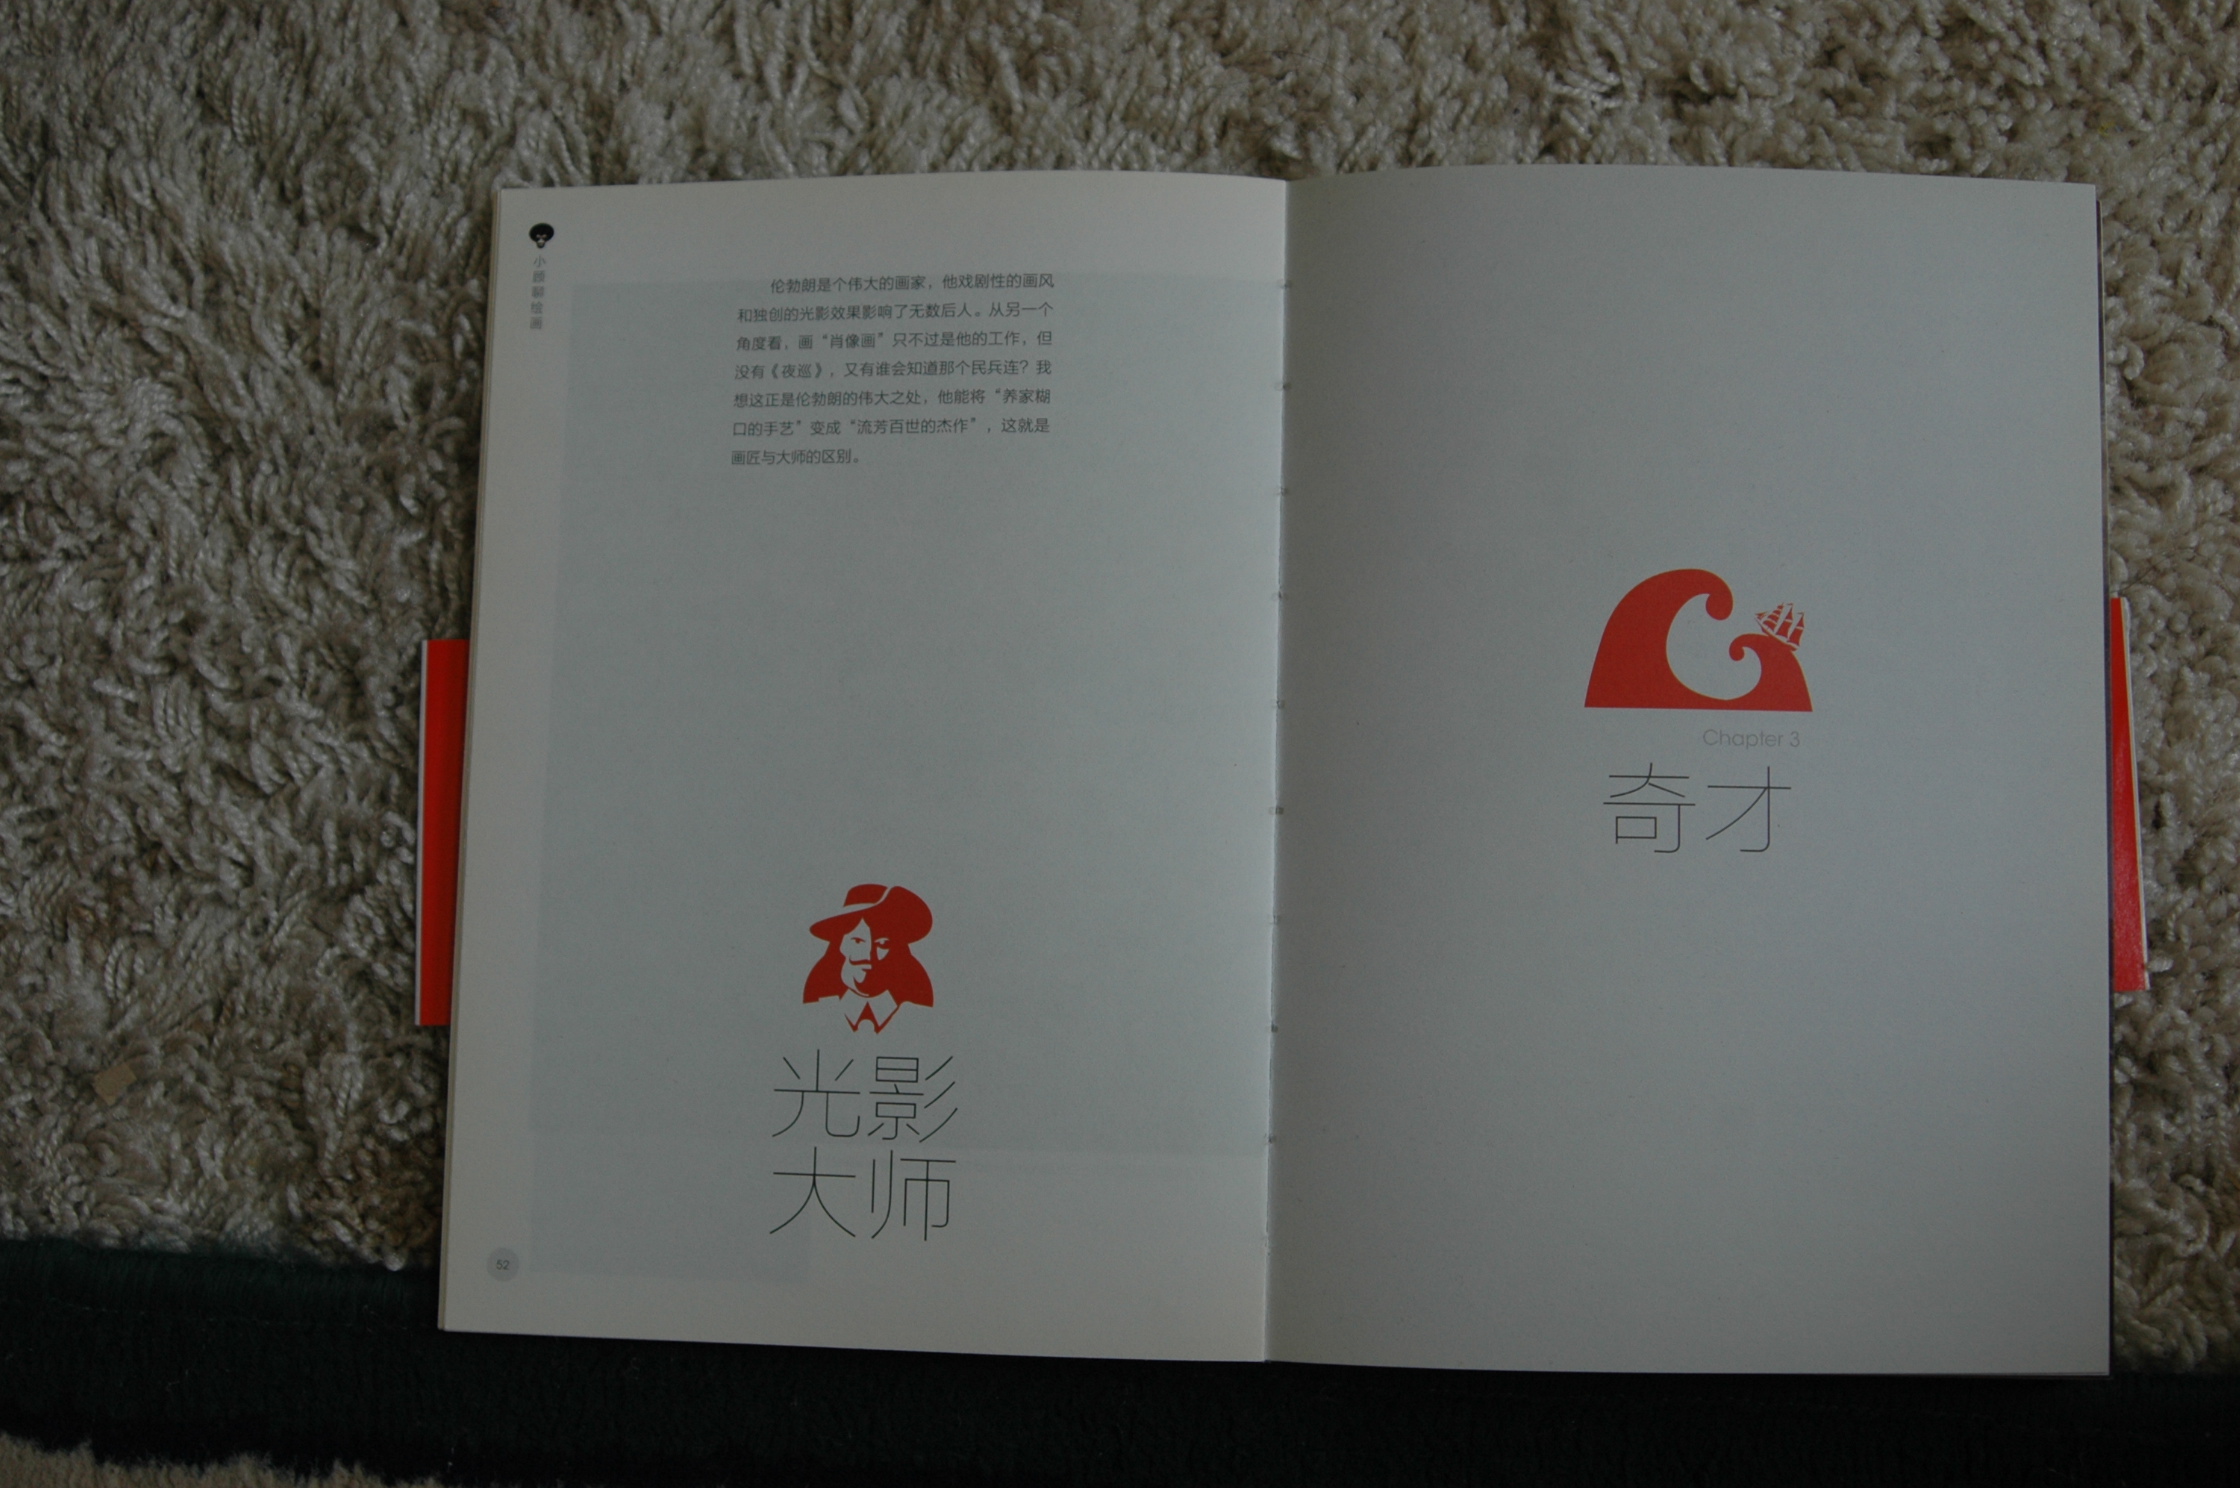 小顾聊绘画
伦勃朗是个伟大的画家，他戏剧性的画风
和独创的光影效果影响了无数后人。从另一个
角度看，画“肖像画”只不过是他的工作，但
没有《夜巡》，又有谁会知道那个民兵连？我
想这正是伦勃朗的伟大之处，他能将“养家糊
口的手艺”变成“流芳百世的杰作”，这就是
画匠与大师的区别。
光影
大师
52
Chapter 3
奇才